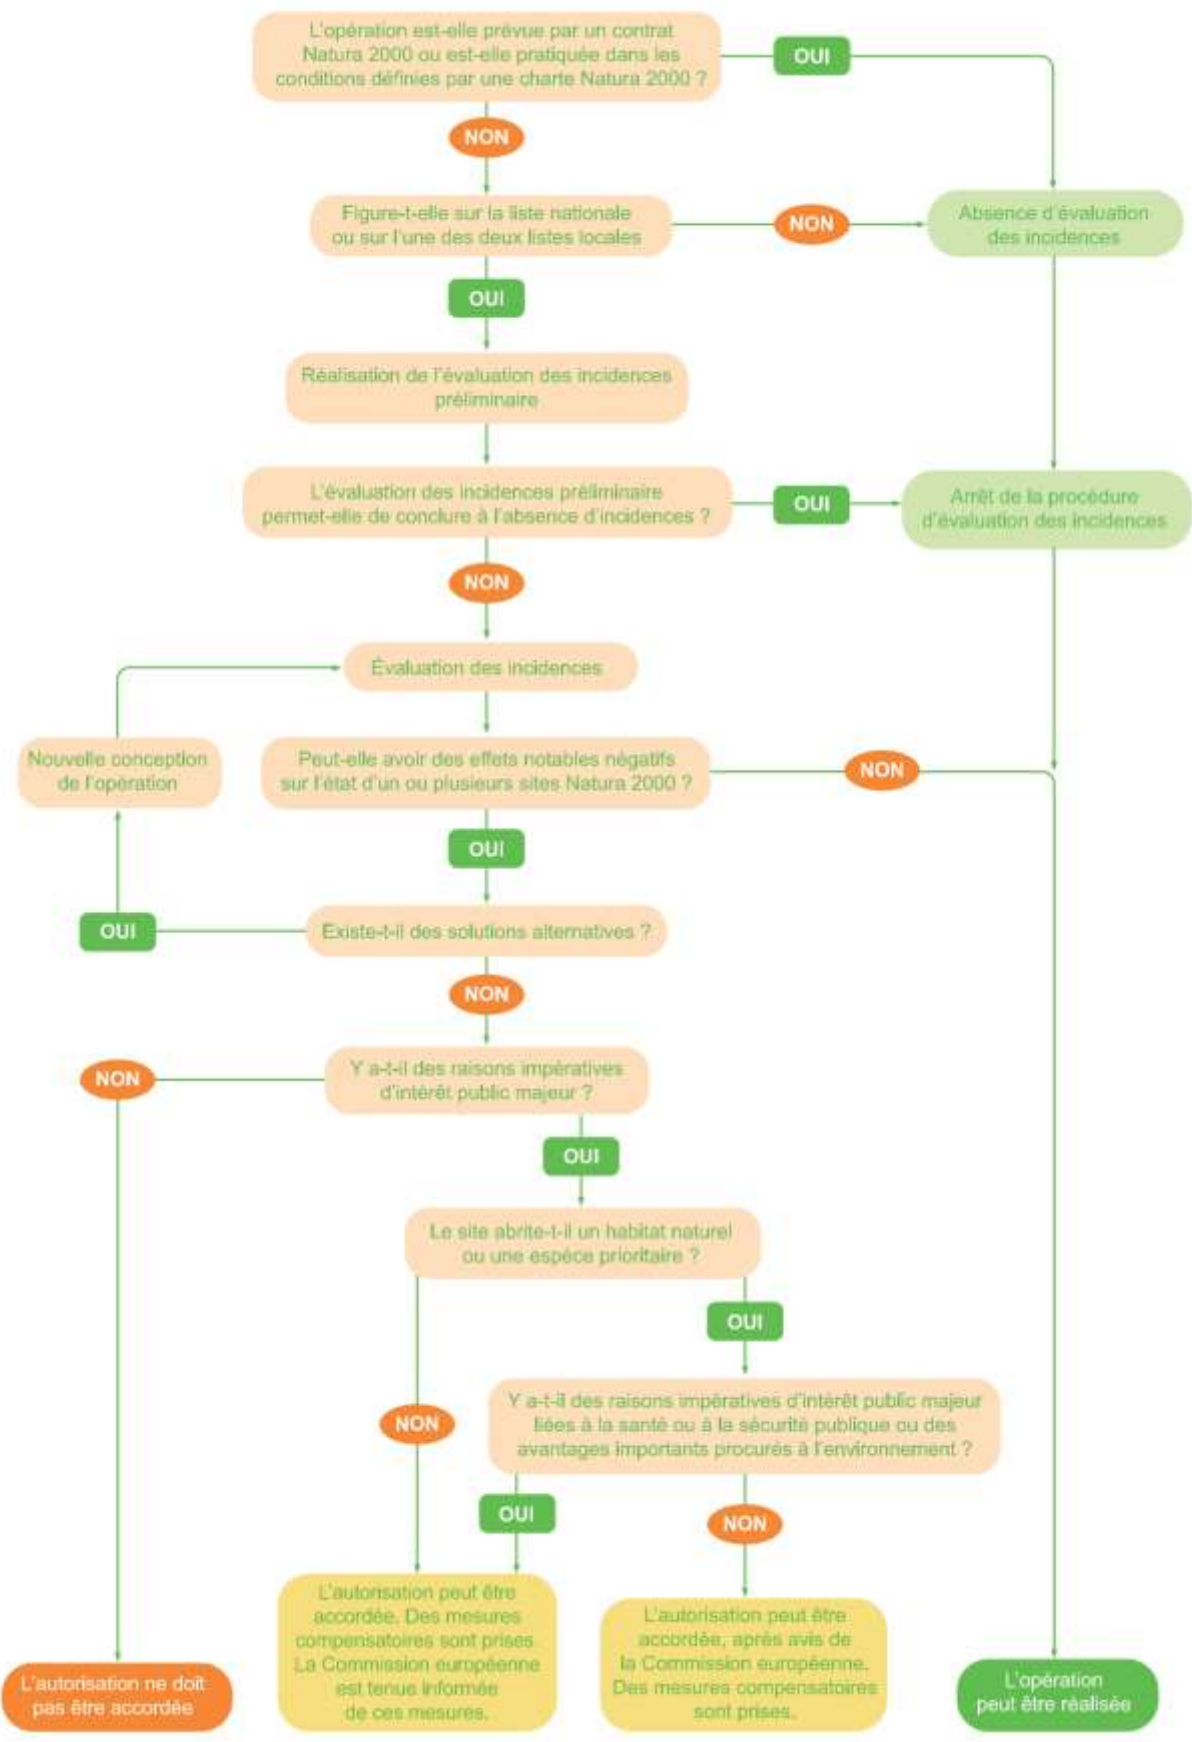 L'opération est-elle prévue par un contrat
Natura 2000 ou est-elle pratiquée dans les
conditions définies par une charte Natura 2000 ?
OUI
NON
Figure-t-elle sur la liste nationale
ou sur l'une des deux listes locales
NON
Absence d'évaluation
des incidences
OUI
Réalisation de l'évaluation des incidences
préliminaire
L'évaluation des incidences préliminaire
permet-elle de conclure à l'absence d'incidences ?
OUI
Arrêt de la procédure
d'évaluation des incidences
NON
Évaluation des incidences
Nouvelle conception
de l'opération
Peut-elle avoir des effets notables négatifs
sur l'état d'un ou plusieurs sites Natura 2000 ?
NON
OUI
OUI
Existe-t-il des solutions alternatives ?
NON
NON
Y a-t-il des raisons impératives
d'intérêt public majeur ?
OUI
Le site abrite-t-il un habitat naturel
ou une espèce prioritaire ?
OUI
NON
Y a-t-il des raisons impératives d'intérêt public majeur
liées à la santé ou à la sécurité publique ou des
avantages importants procurés à l'environnement ?
OUI
NON
L'autorisation peut être
accordée. Des mesures
compensatoires sont prises.
La Commission européenne
est tenue informée
de ces mesures.
L'autorisation peut être
accordée, après avis de
la Commission européenne.
Des mesures compensatoires
sont prises.
L'autorisation ne doit
pas être accordée
L'opération
peut être réalisée